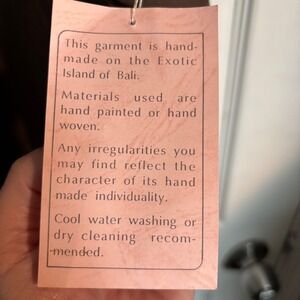 This garment is hand-
made on the Exotic
Island of Bali.
Materials used are
hand painted or hand
woven.
Any irregularities you
may find reflect the
character of its hand
made individuality.
Cool water washing or
dry cleaning recom-
mended.